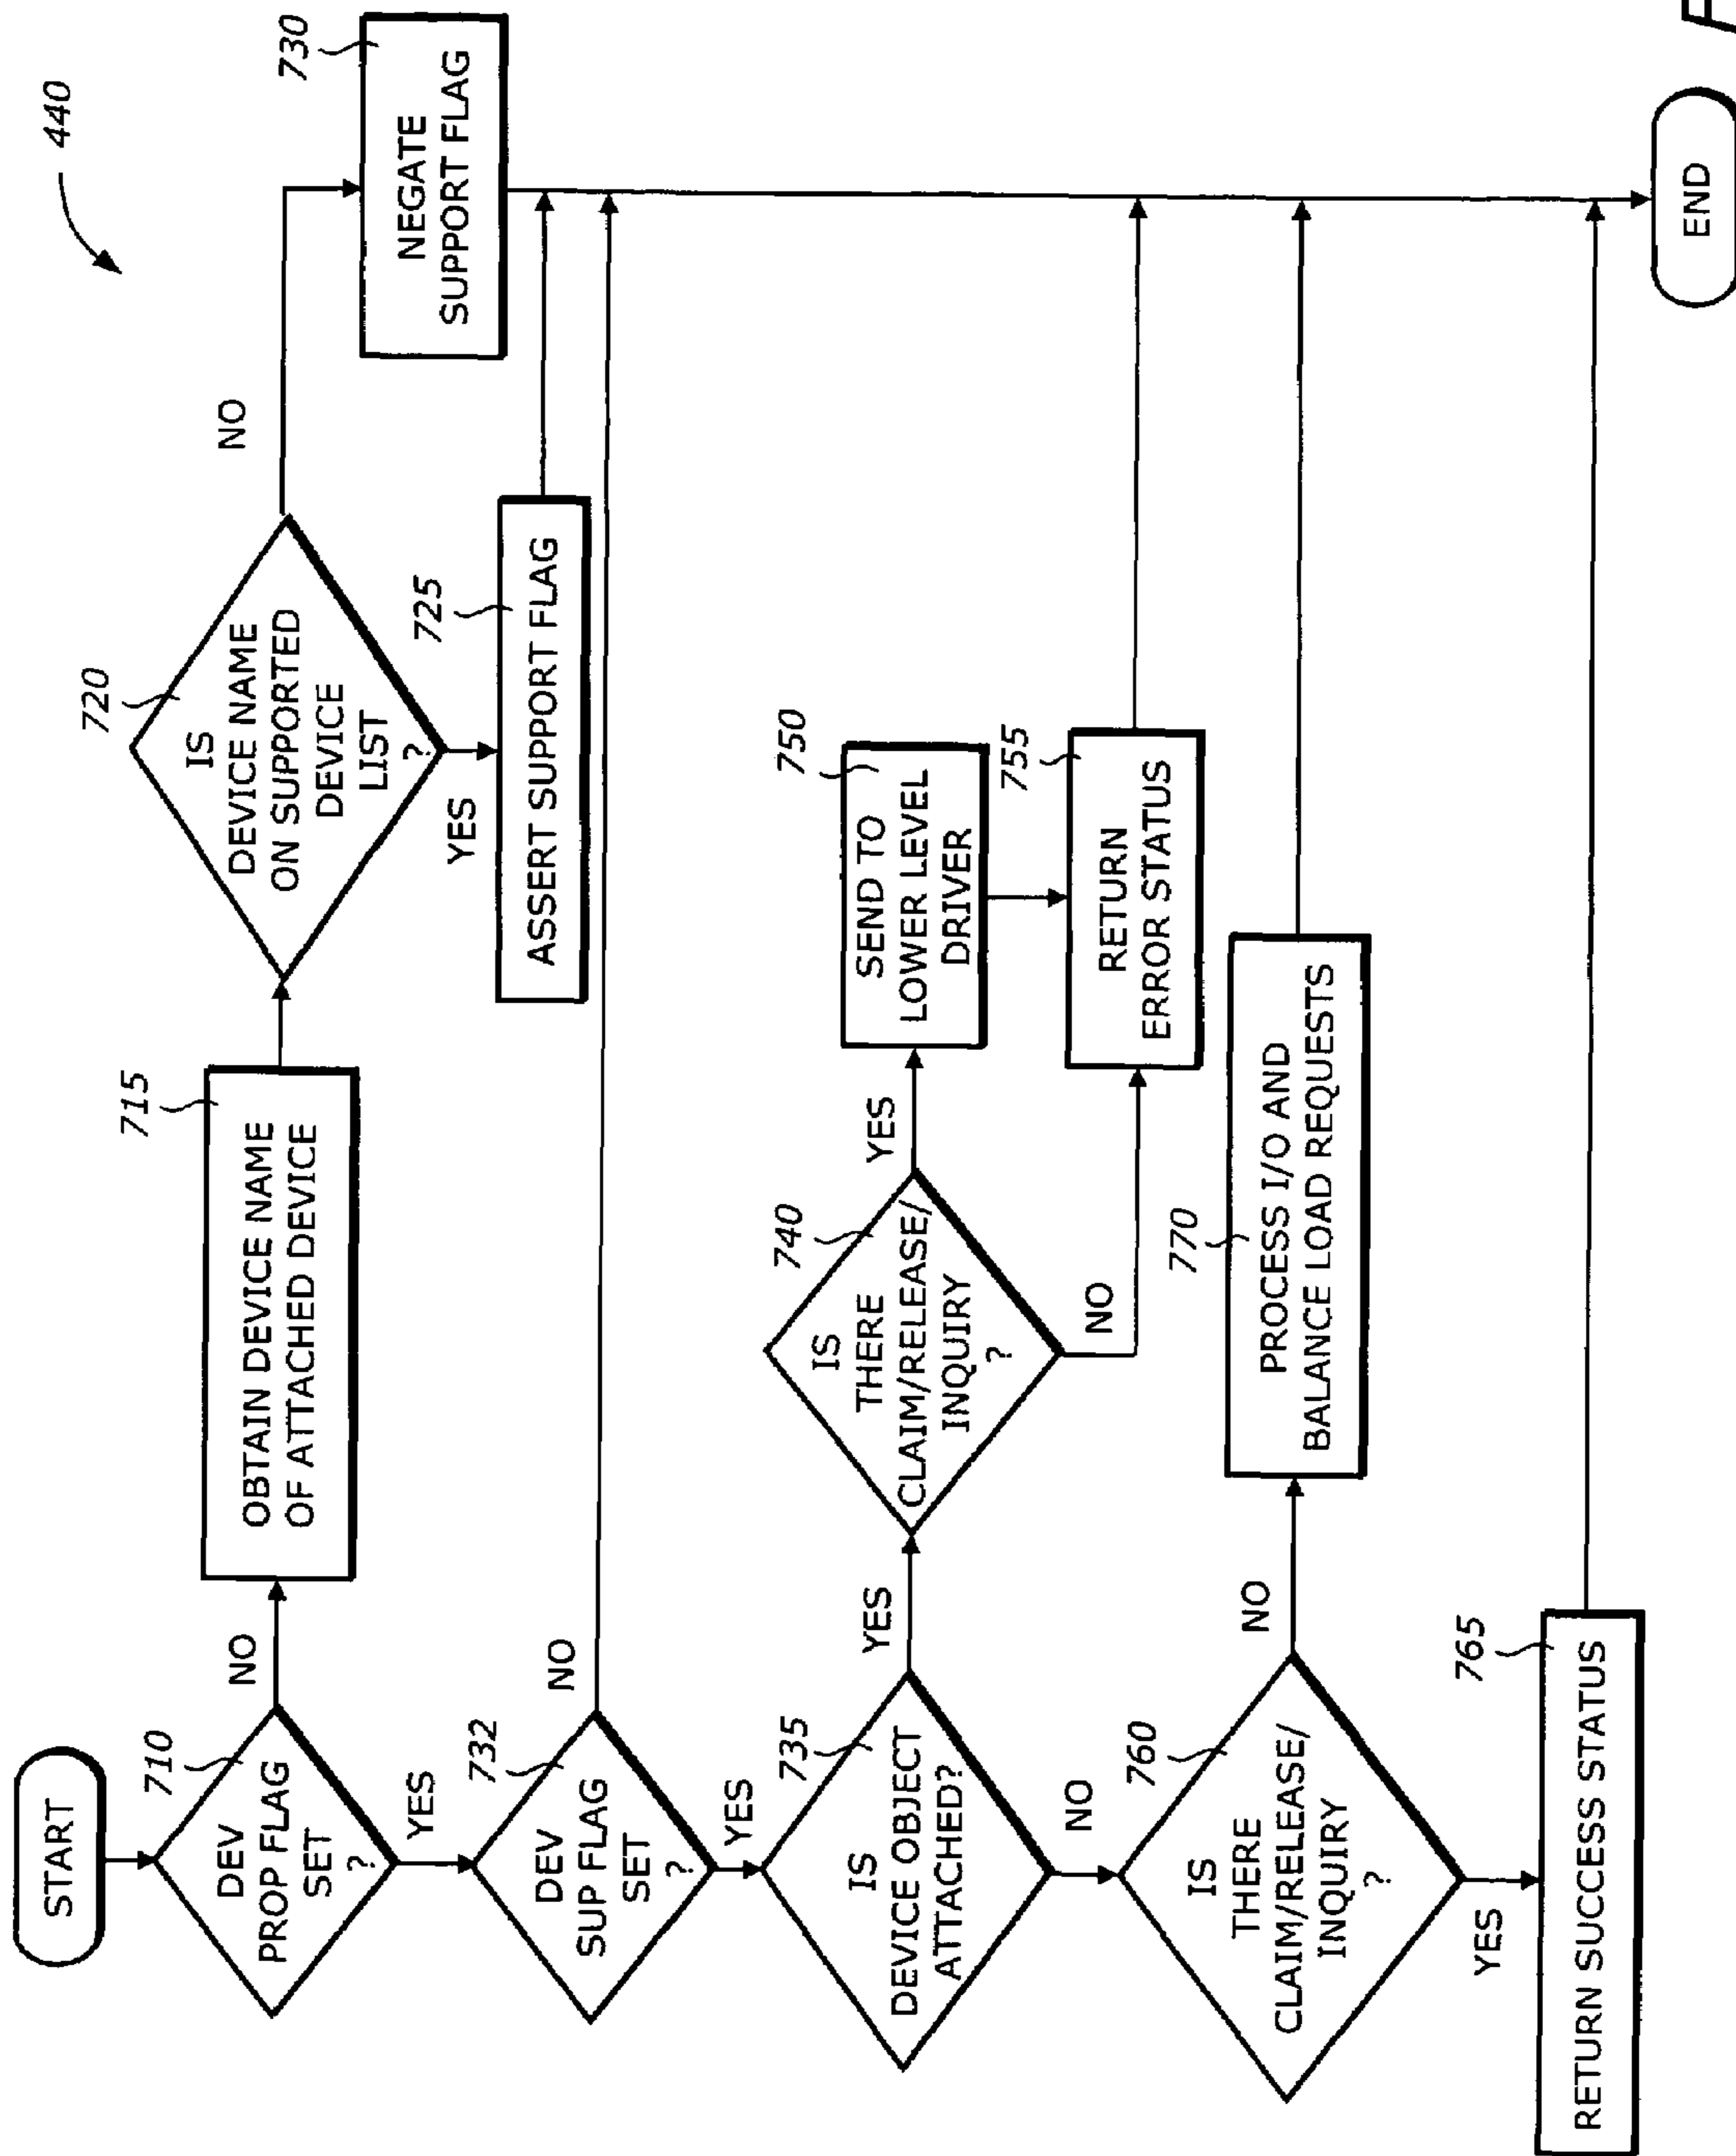 440
START
710
DEV
PROP FLAG
SET
?
NO
YES
715
OBTAIN DEVICE NAME
OF ATTACHED DEVICE
720
IS
DEVICE NAME
ON SUPPORTED
DEVICE
LIST
?
NO
YES
730
NEGATE
SUPPORT FLAG
725
ASSERT SUPPORT FLAG
732
DEV
SUP FLAG
SET
?
NO
YES
735
IS
DEVICE OBJECT
ATTACHED?
YES
NO
740
IS
THERE
CLAIM/RELEASE/
INQUIRY
?
YES
NO
750
SEND TO
LOWER LEVEL
DRIVER
755
RETURN
ERROR STATUS
760
IS
THERE
CLAIM/RELEASE/
INQUIRY
?
NO
YES
770
PROCESS I/O AND
BALANCE LOAD REQUESTS
765
RETURN SUCCESS STATUS
END